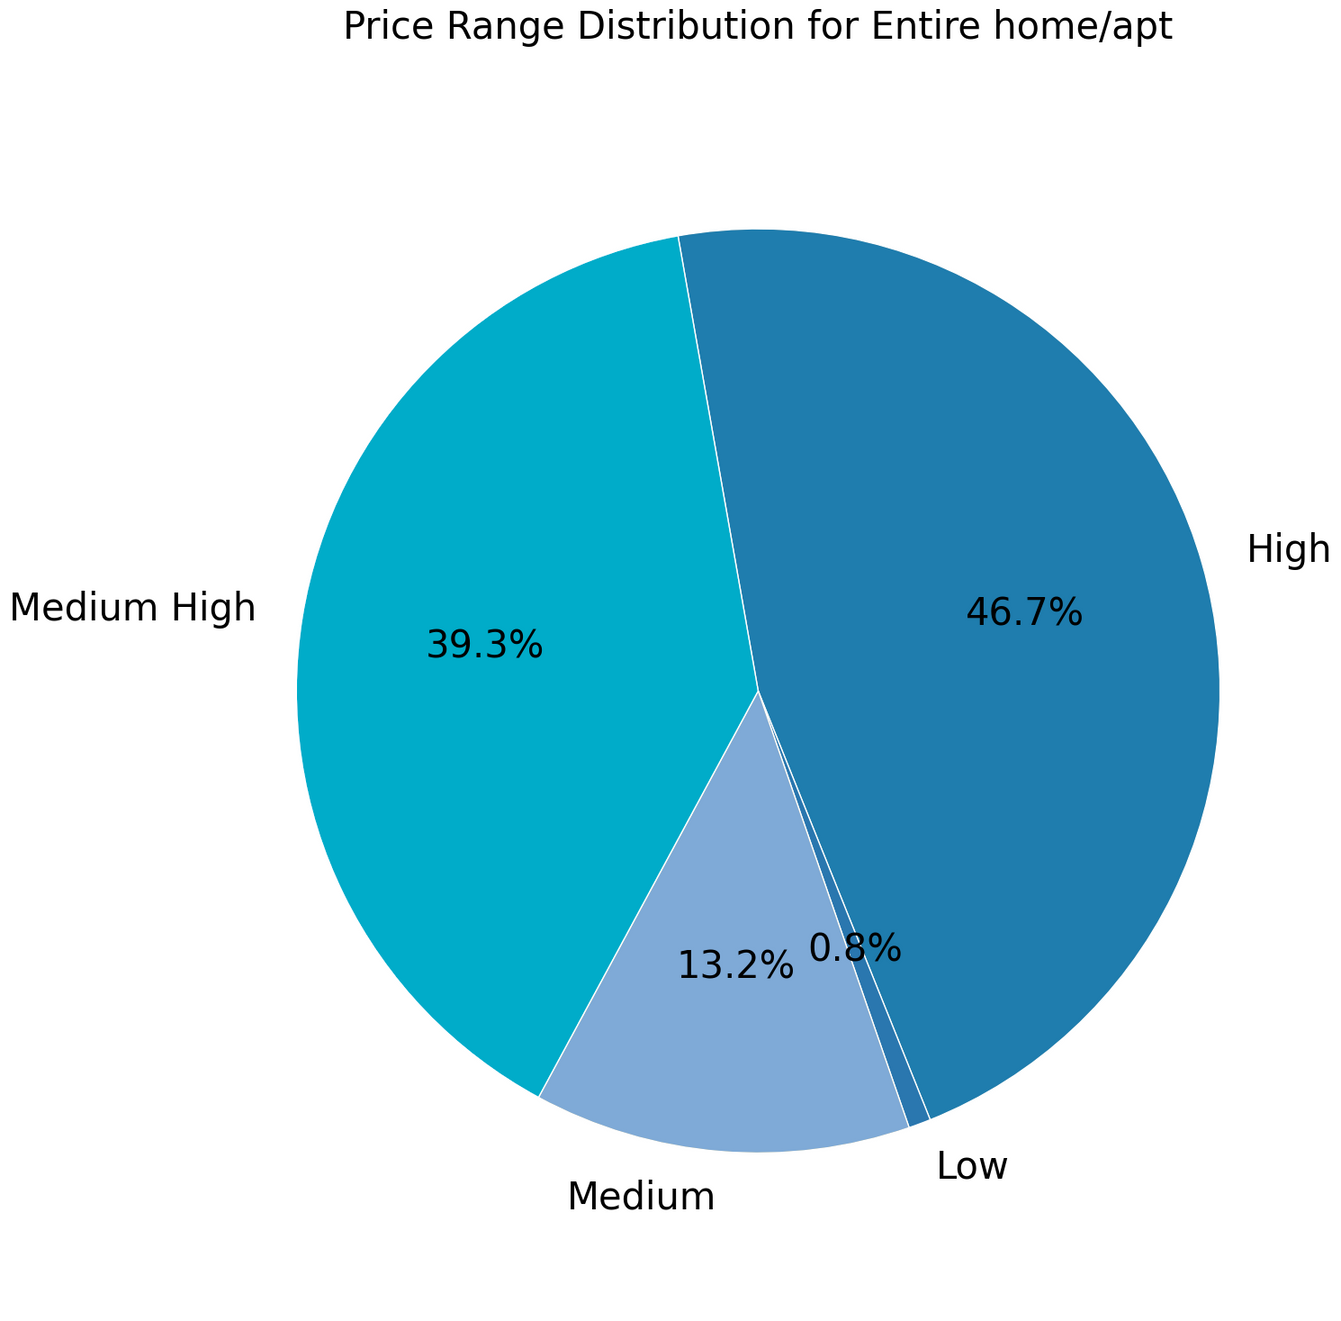 Price Range Distribution for Entire home/apt
High
46.7%
Medium High
39.3%
13.2%
0.8%
Low
Medium